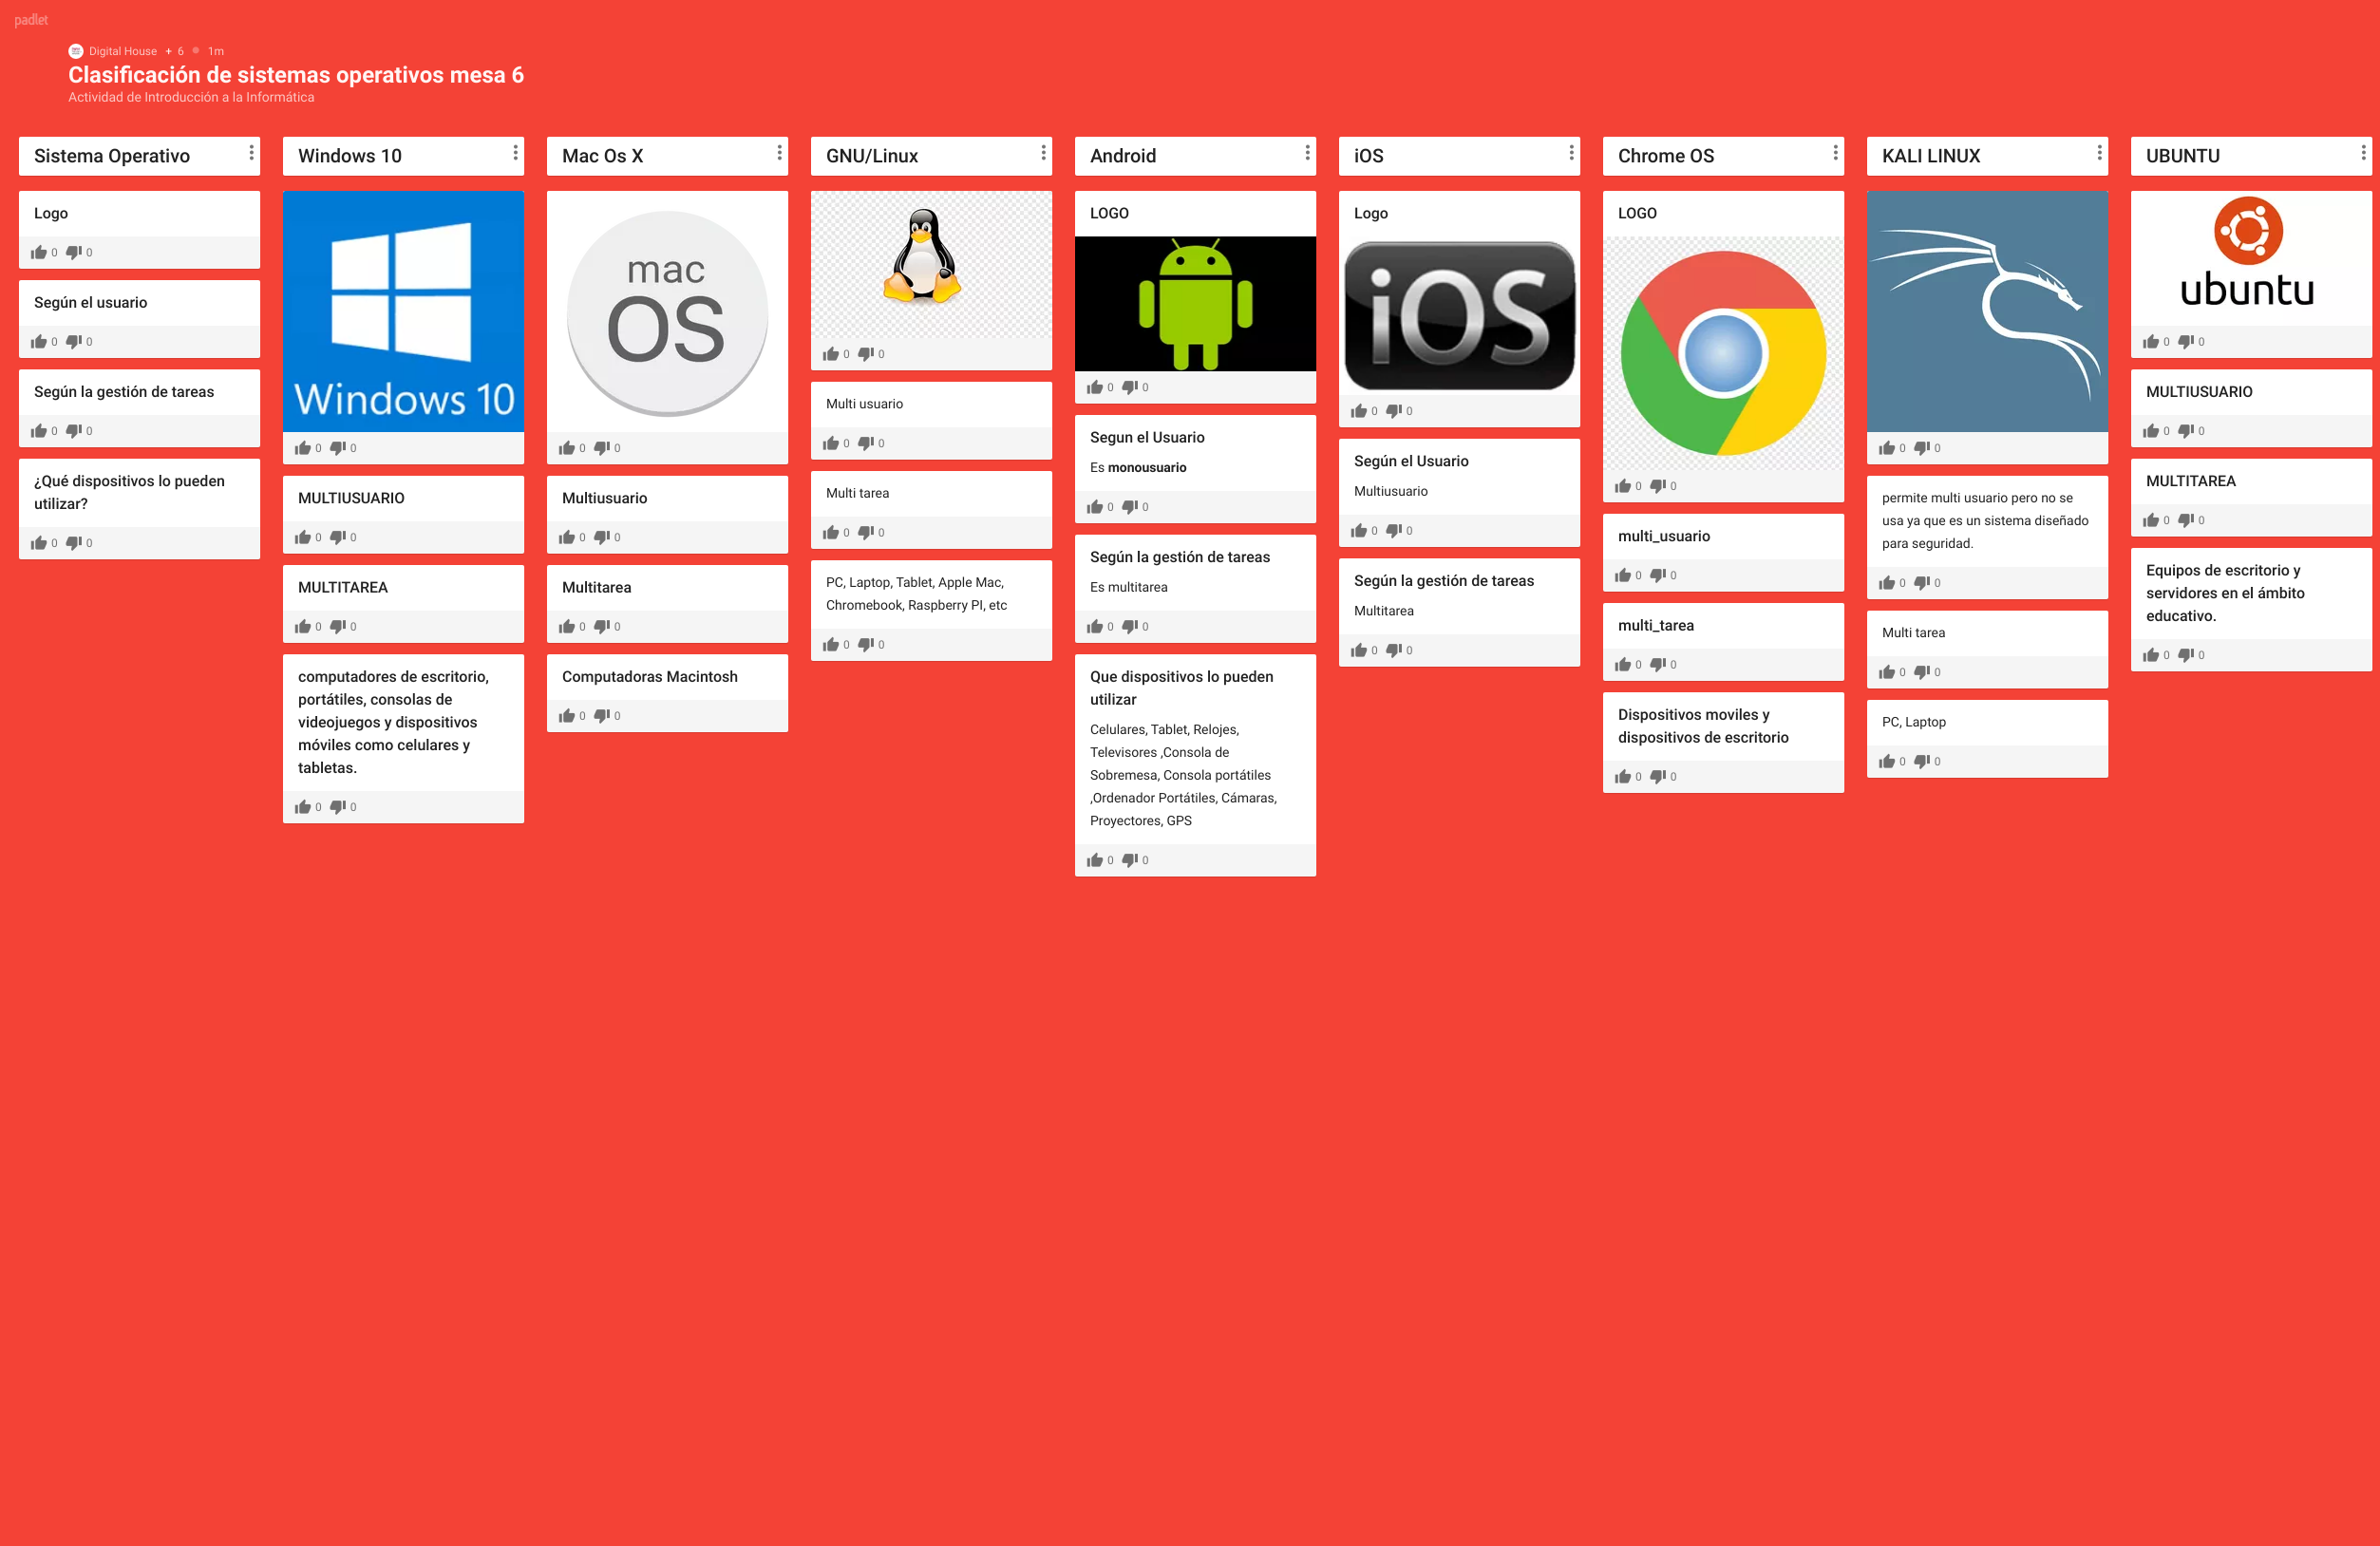 padlet
Digital House + 6 1m
Clasificación de sistemas operativos mesa 6
Actividad de Introducción a la Informática
Sistema Operativo
Logo
0 0
Según el usuario
0 0
Según la gestión de tareas
0 0
¿Qué dispositivos lo pueden
utilizar?
0 0
Windows 10
Windows 10
0 0
MULTIUSUARIO
0 0
MULTITAREA
0 0
computadores de escritorio,
portátiles, consolas de
videojuegos y dispositivos
móviles como celulares y
tabletas.
0 0
Mac Os X
mac
OS
0 0
Multiusuario
0 0
Multitarea
0 0
Computadoras Macintosh
0 0
GNU/Linux
0 0
Multi usuario
0 0
Multi tarea
0 0
PC, Laptop, Tablet, Apple Mac,
Chromebook, Raspberry PI, etc
0 0
Android
LOGO
0 0
Segun el Usuario
Es monousuario
0 0
Según la gestión de tareas
Es multitarea
0 0
Que dispositivos lo pueden
utilizar
Celulares, Tablet, Relojes,
Televisores ,Consola de
Sobremesa, Consola portátiles
,Ordenador Portátiles, Cámaras,
Proyectores, GPS
0 0
iOS
Logo
iOS
0 0
Según el Usuario
Multiusuario
0 0
Según la gestión de tareas
Multitarea
0 0
Chrome OS
LOGO
0 0
multi_usuario
0 0
multi_tarea
0 0
Dispositivos moviles y
dispositivos de escritorio
0 0
KALI LINUX
0 0
permite multi usuario pero no se
usa ya que es un sistema diseñado
para seguridad.
0 0
Multi tarea
0 0
PC, Laptop
0 0
UBUNTU
ubuntu
0 0
MULTIUSUARIO
0 0
MULTITAREA
0 0
Equipos de escritorio y
servidores en el ámbito
educativo.
0 0